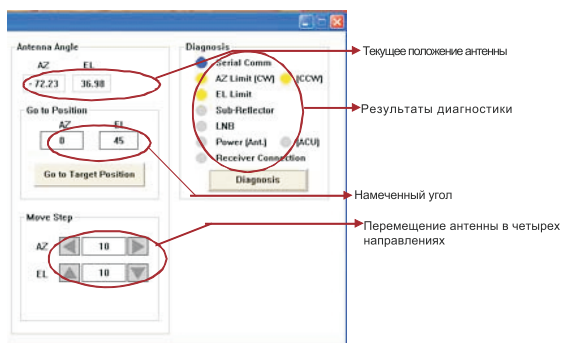 Antenna Angle
AZ EL
-72.23 36.98
Go to Position
AZ EL
0 45
Go to Target Position
Move Step
AZ 10
EL 10
Diagnosis
Serial Comm
AZ Limit (CW) (CCW)
EL Limit
Sub-Reflector
LNB
Power (Ant.) (ACU)
Receiver Connection
Diagnosis
Текущее положение антенны
Результаты диагностики
Намеченный угол
Перемещение антенны в четырех
направлениях